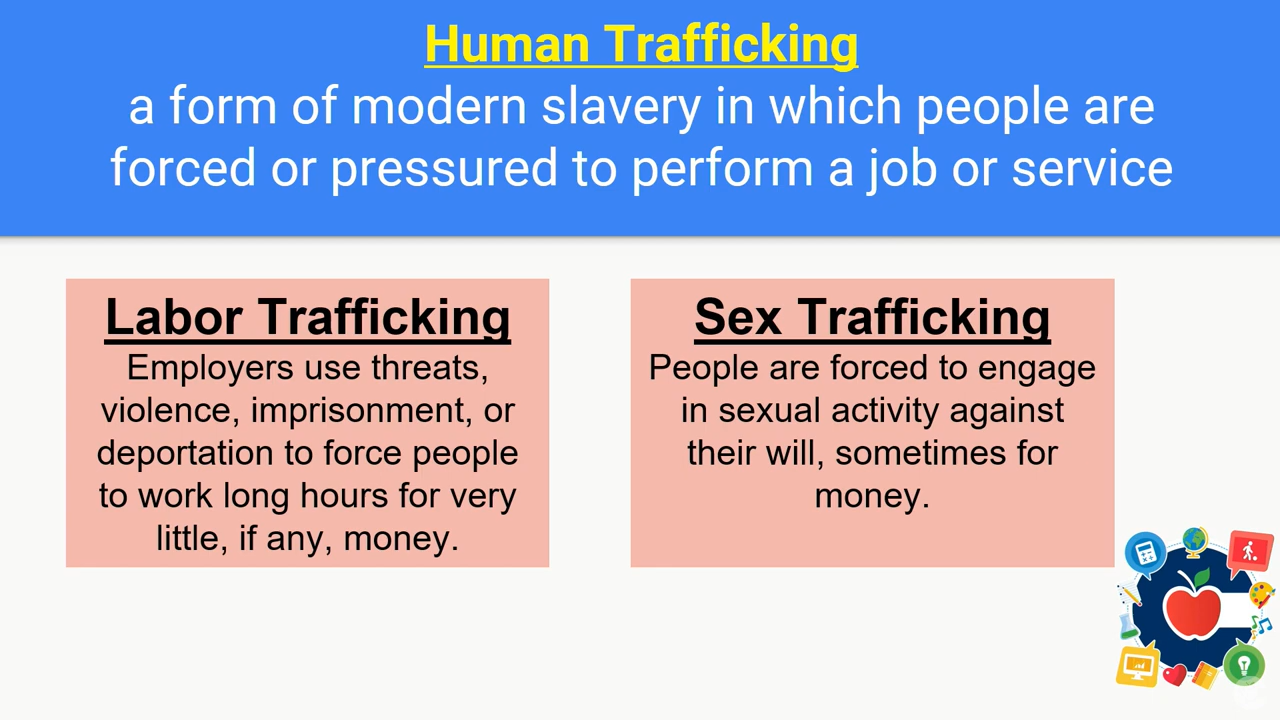 Human Trafficking
a form of modern slavery in which people are
forced or pressured to perform a job or service
Labor Trafficking
Employers use threats,
violence, imprisonment, or
deportation to force people
to work long hours for very
little, if any, money.
Sex Trafficking
People are forced to engage
in sexual activity against
their will, sometimes for
money.